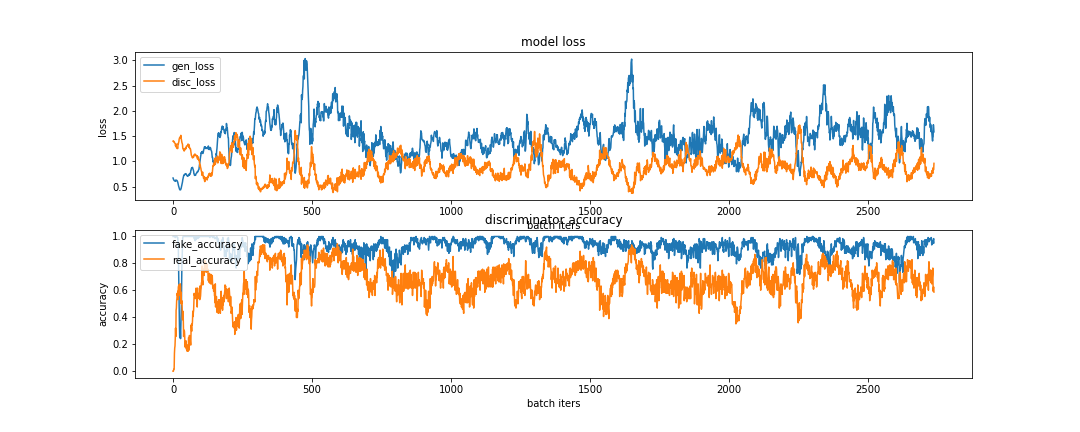 model loss
3.0
2.5
2.0
1.5
1.0
0.5
loss
gen_loss
disc_loss
0
500
1000
1500
2000
2500
batch iters
discriminator accuracy
1.0
0.8
0.6
0.4
0.2
0.0
accuracy
fake_accuracy
real_accuracy
0
500
1000
1500
2000
2500
batch iters